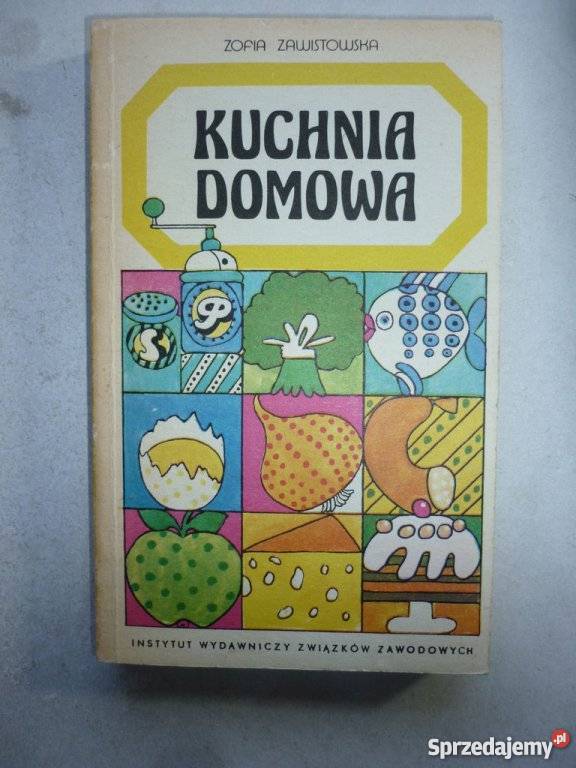 ZOFIA ZAWISTOWSKA
KUCHNIA
DOMOWA
S
P
INSTYTUT WYDAWNICZY ZWIĄZKÓW ZAWODOWYCH
Sprzedajemy.pl